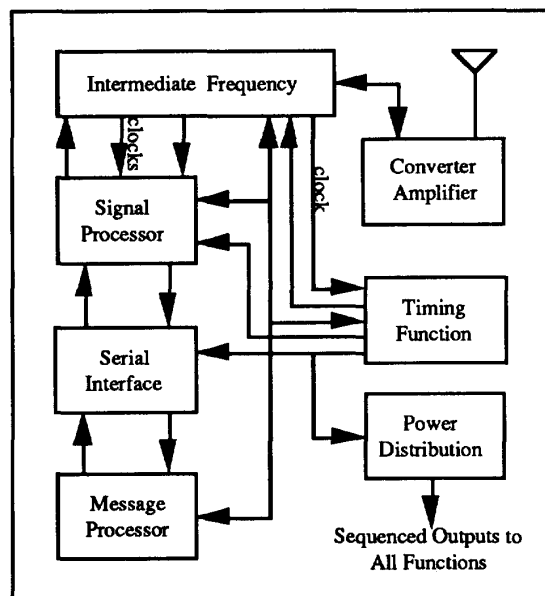 Intermediate Frequency
clocks
clock
Converter
Amplifier
Signal
Processor
Timing
Function
Serial
Interface
Power
Distribution
Message
Processor
Sequenced Outputs to
All Functions